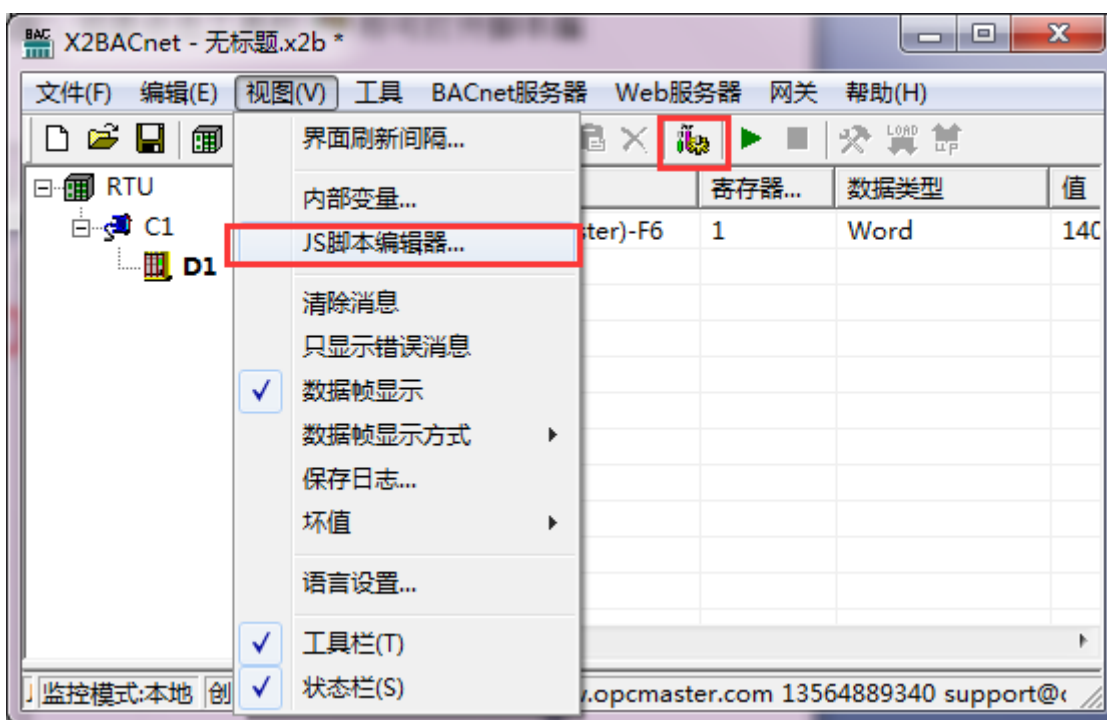 BAC
X2BACnet - 无标题.x2b *
文件(F) 编辑(E) 视图(V) 工具 BACnet服务器 Web服务器 网关 帮助(H)
LOAD
UP
界面刷新间隔...
RTU
寄存器... 数据类型 值
内部变量...
C1
ster)-F6 1 Word 140
JS脚本编辑器...
D1
清除消息
只显示错误消息
数据帧显示
数据帧显示方式
保存日志...
坏值
语言设置...
工具栏(T)
状态栏(S)
监控模式:本地 创 .opcmaster.com 13564889340 support@